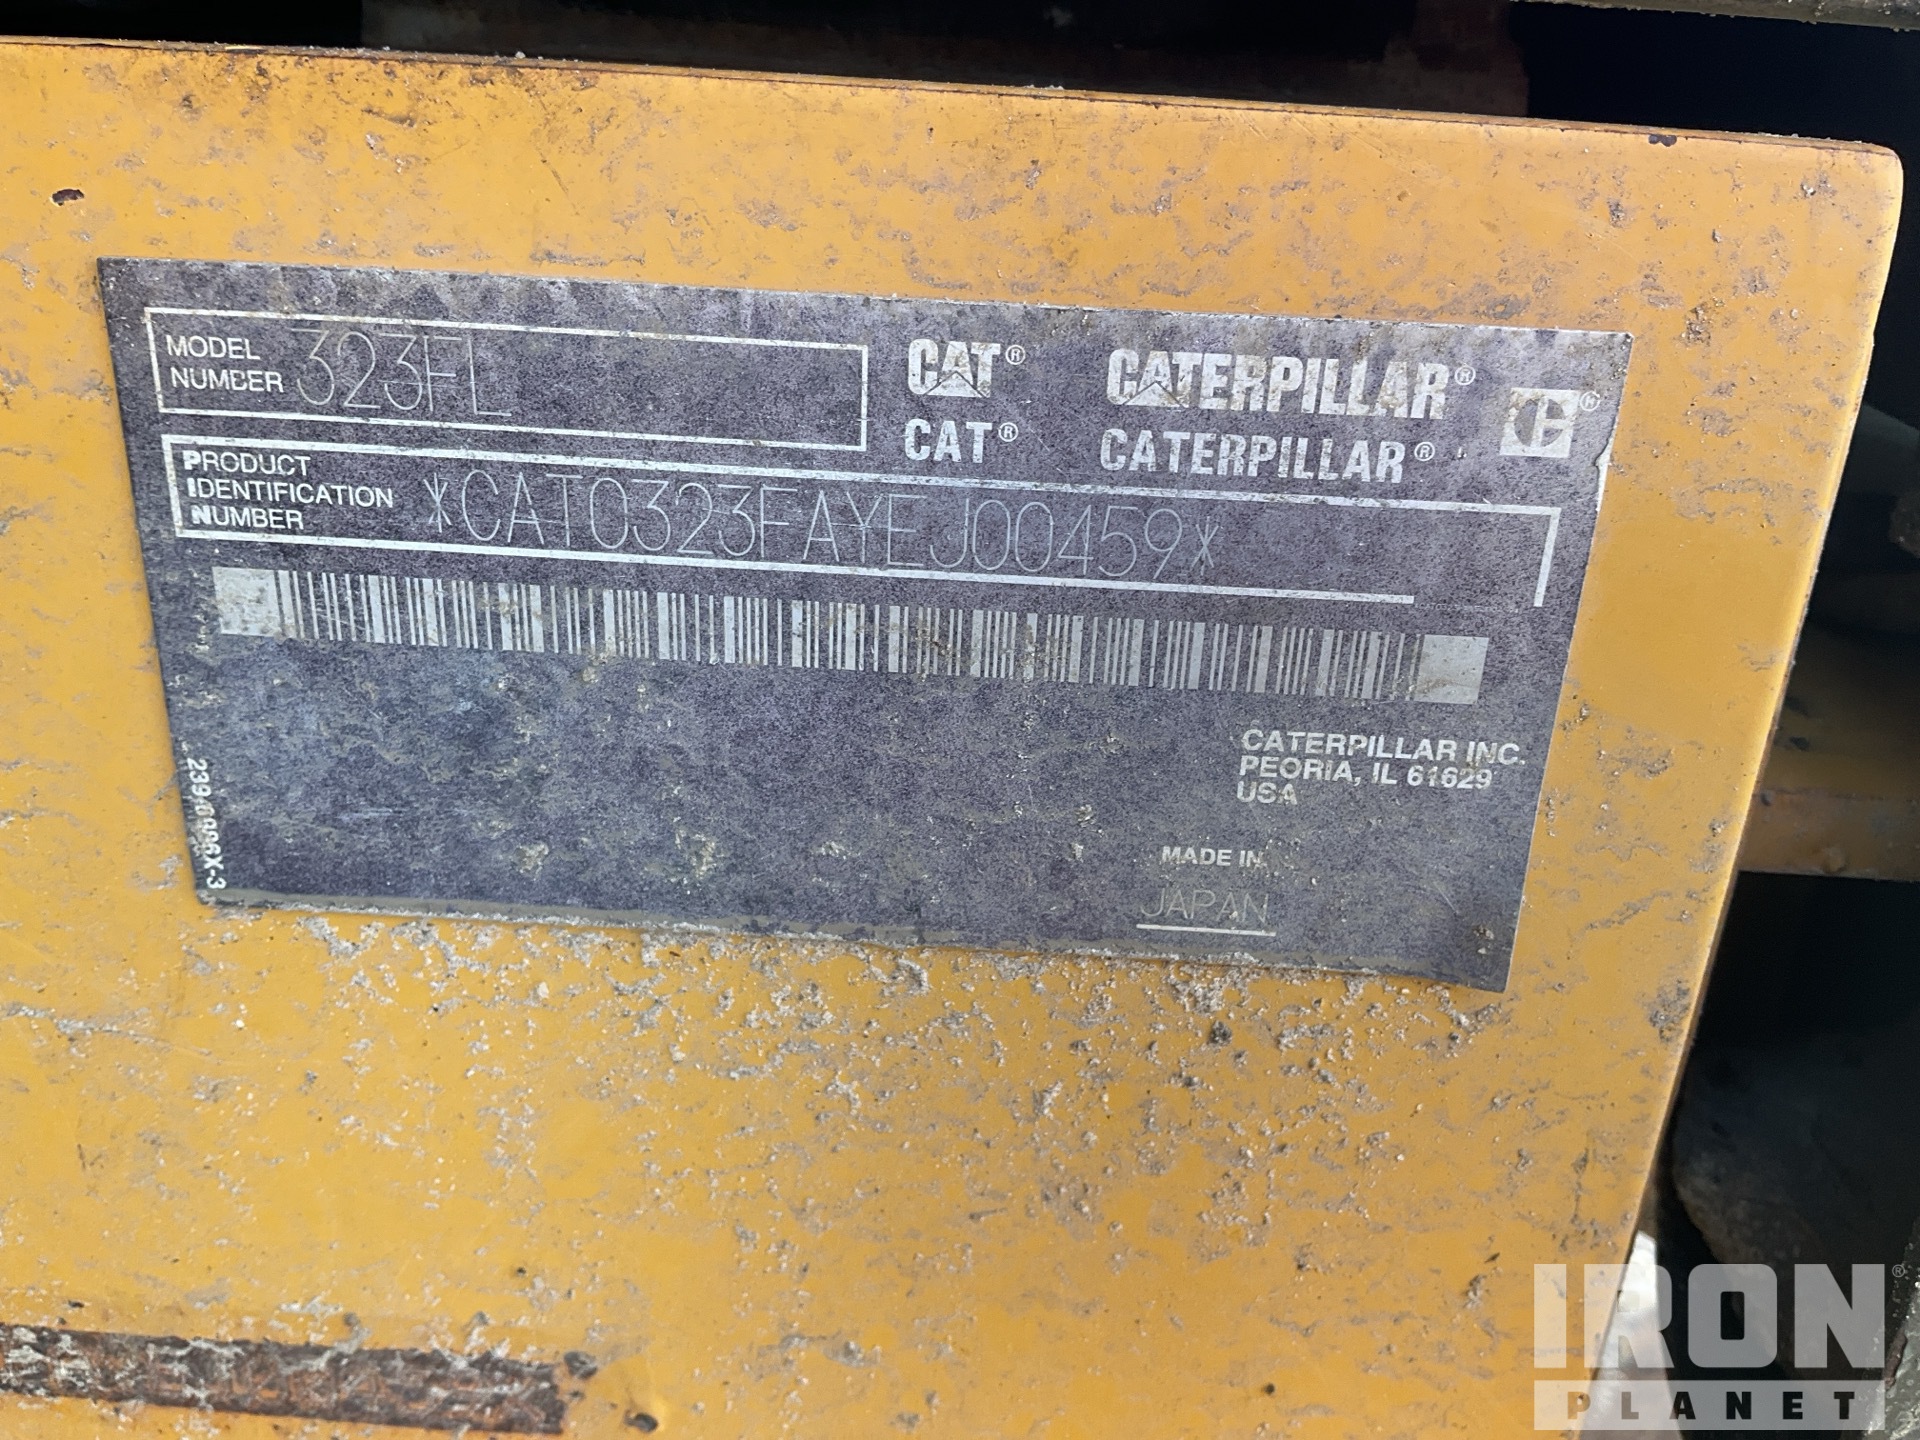 MODEL NUMBER 323FL
CAT® CATERPILLAR®
CAT® CATERPILLAR®
PRODUCT IDENTIFICATION NUMBER *CAT0323FAYEJ00459*
CATERPILLAR INC.
PEORIA, IL 61629
USA
MADE IN
JAPAN
IRON®
PLANET